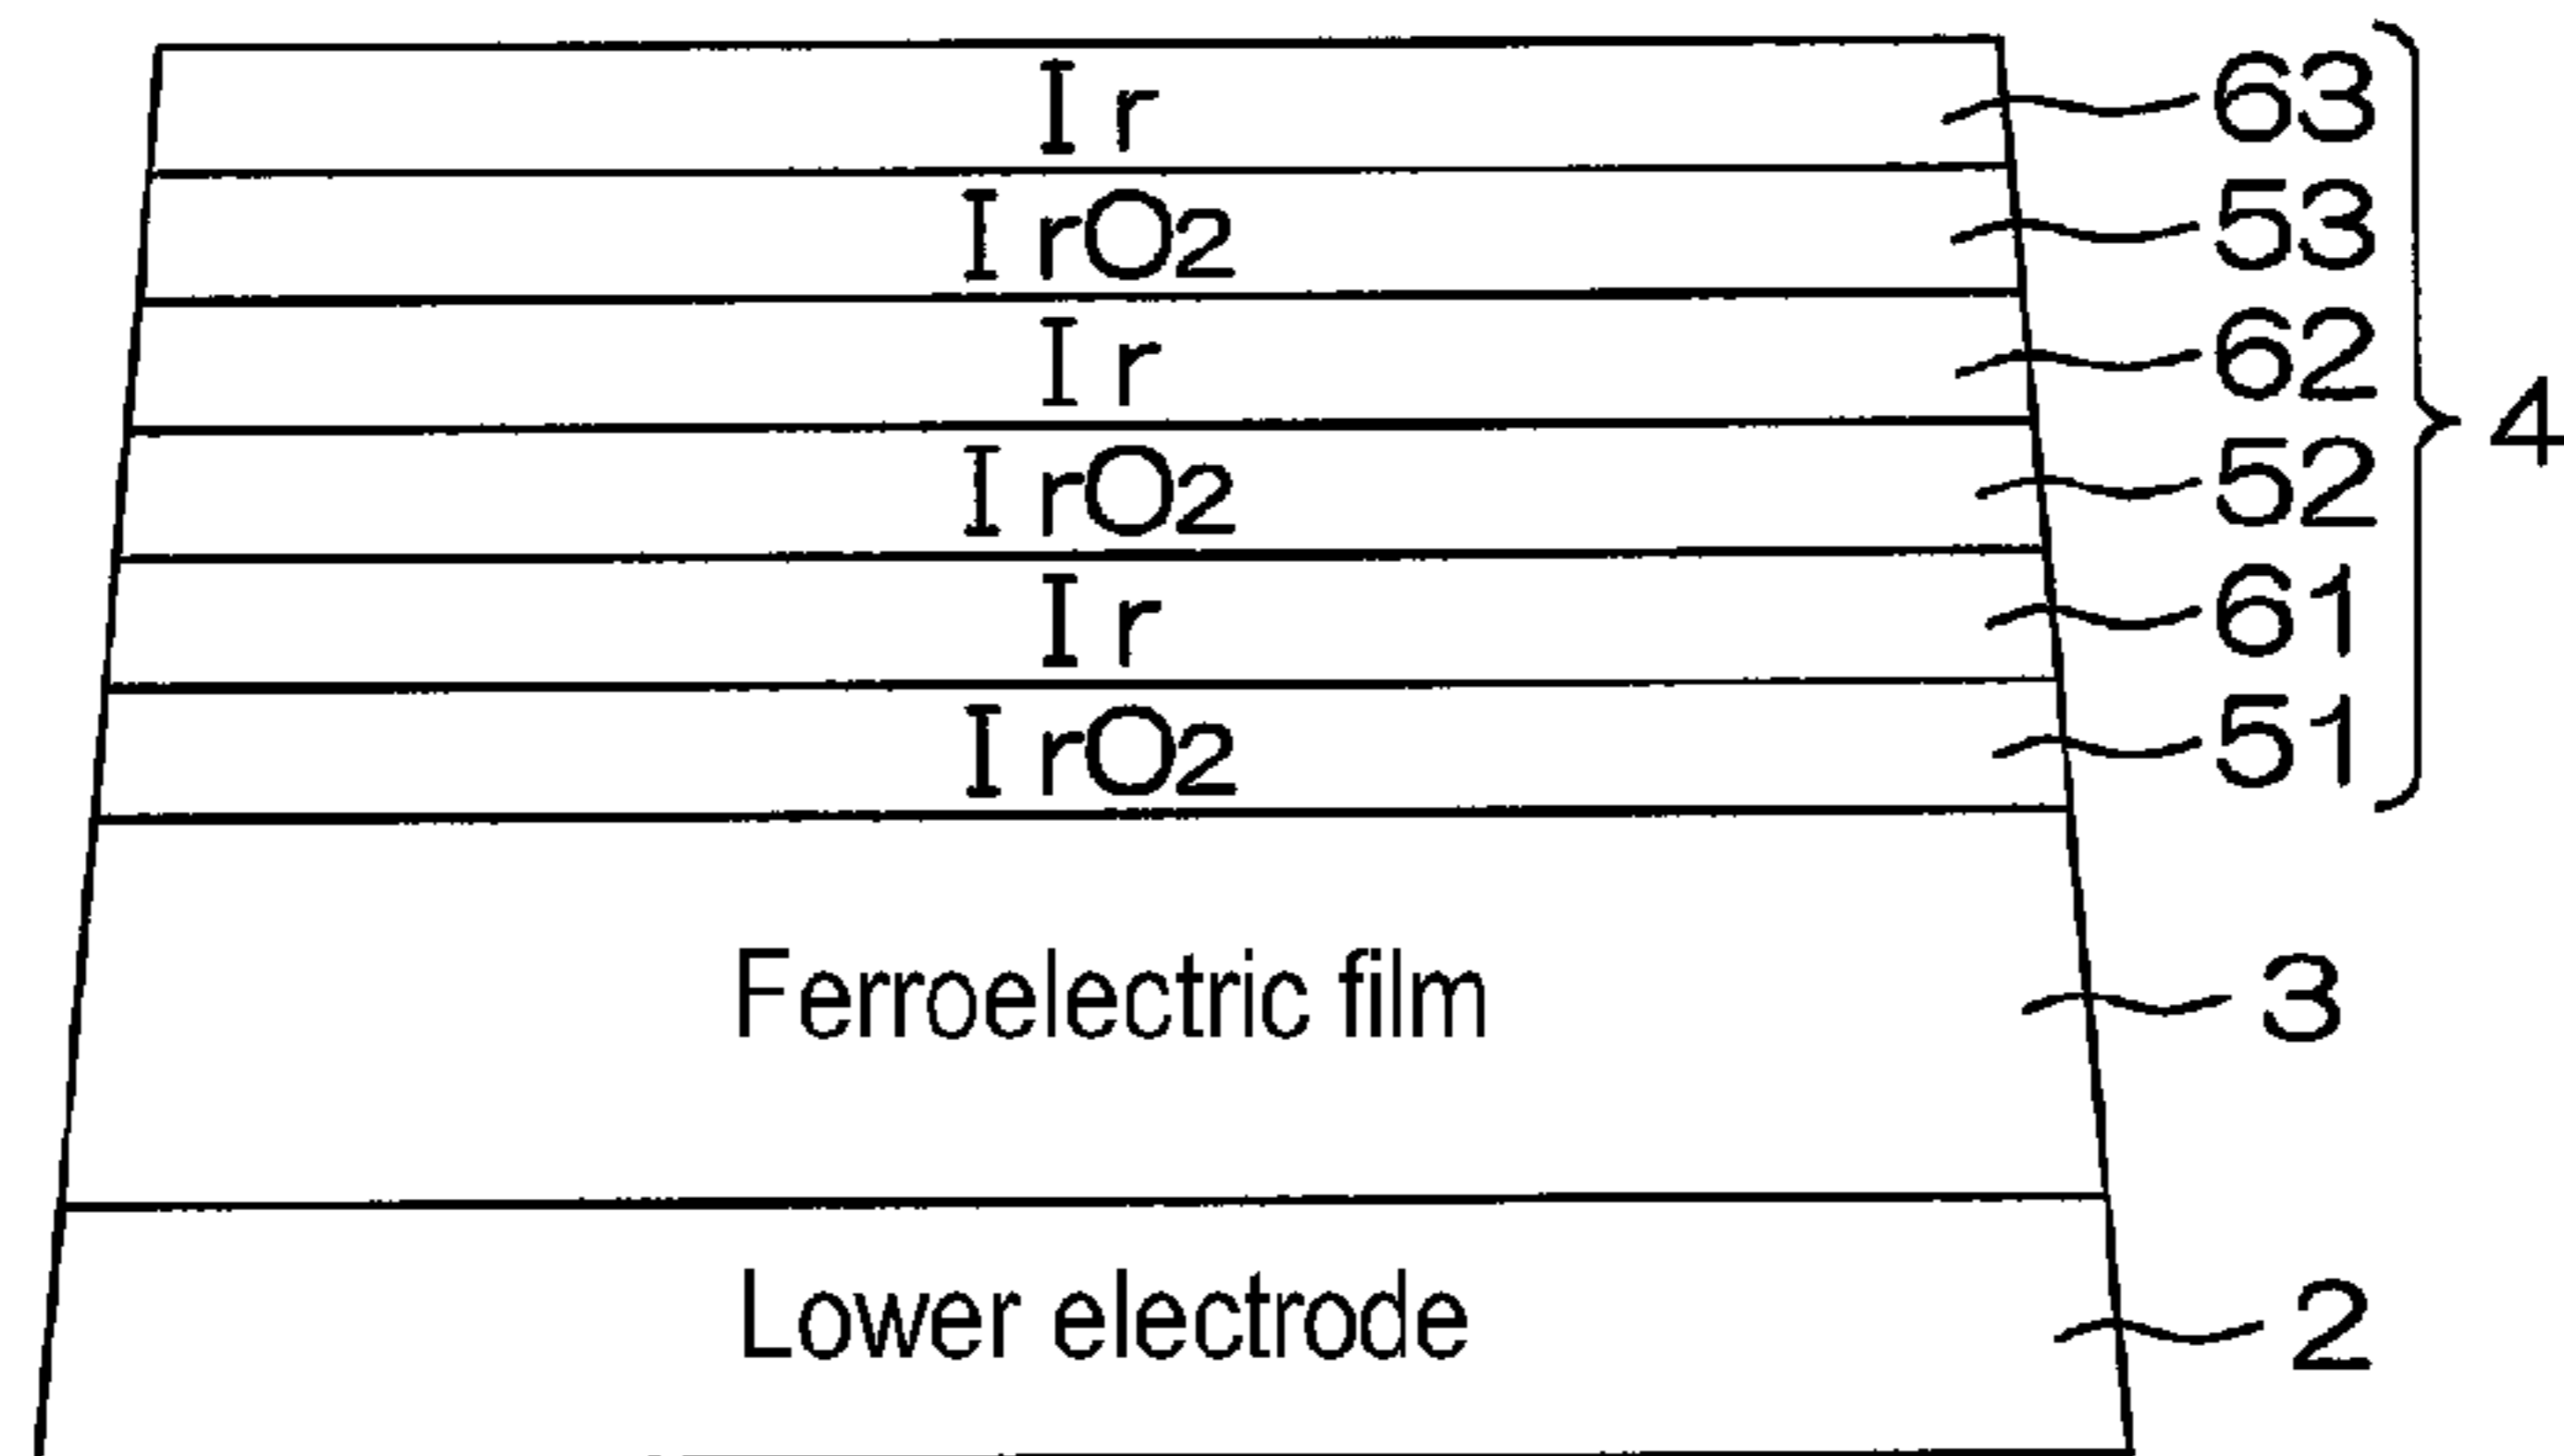 Ir 63
IrO2 53
Ir 62
4
IrO2 52
Ir 61
IrO2 51
Ferroelectric film 3
Lower electrode 2